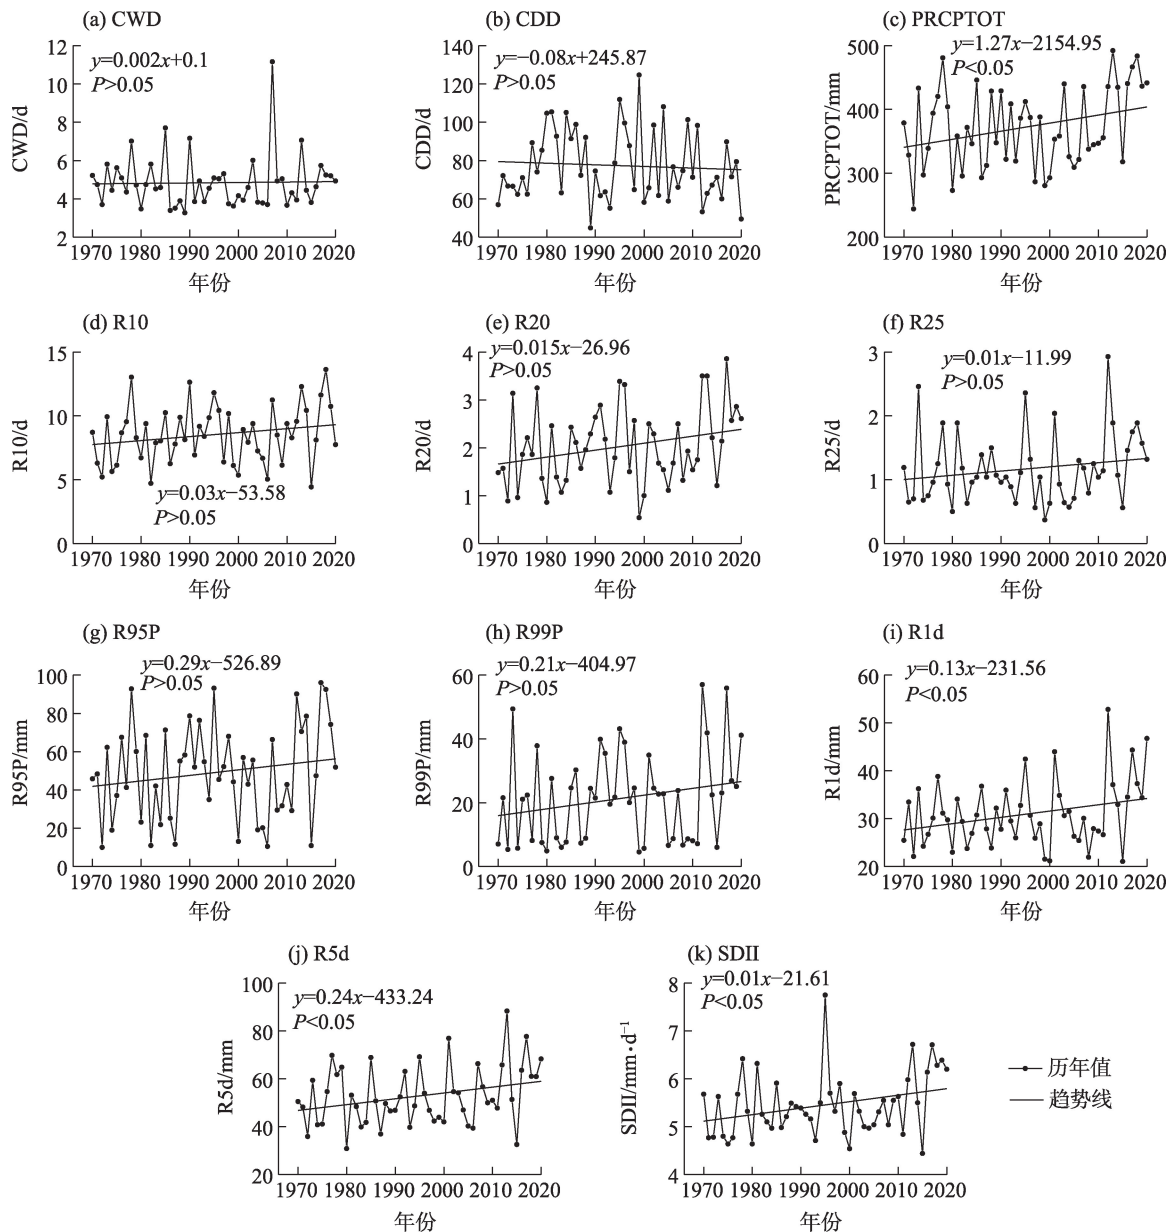 (a) CWD
y=0.002x+0.1
P>0.05
CWD/d
12
10
8
6
4
2
1970 1980 1990 2000 2010 2020
年份
(b) CDD
y=−0.08x+245.87
P>0.05
CDD/d
140
120
100
80
60
40
1970 1980 1990 2000 2010 2020
年份
(c) PRCPTOT
y=1.27x−2154.95
P<0.05
PRCPTOT/mm
500
400
300
200
1970 1980 1990 2000 2010 2020
年份
(d) R10
y=0.03x−53.58
P>0.05
R10/d
15
10
5
0
1970 1980 1990 2000 2010 2020
年份
(e) R20
y=0.015x−26.96
P>0.05
R20/d
4
3
2
1
0
1970 1980 1990 2000 2010 2020
年份
(f) R25
y=0.01x−11.99
P>0.05
R25/d
3
2
1
0
1970 1980 1990 2000 2010 2020
年份
(g) R95P
y=0.29x−526.89
P>0.05
R95P/mm
100
80
60
40
20
0
1970 1980 1990 2000 2010 2020
年份
(h) R99P
y=0.21x−404.97
P>0.05
R99P/mm
60
40
20
0
1970 1980 1990 2000 2010 2020
年份
(i) R1d
y=0.13x−231.56
P<0.05
R1d/mm
60
50
40
30
20
1970 1980 1990 2000 2010 2020
年份
(j) R5d
y=0.24x−433.24
P<0.05
R5d/mm
100
80
60
40
20
1970 1980 1990 2000 2010 2020
年份
(k) SDII
y=0.01x−21.61
P<0.05
SDII/mm·d⁻¹
8
7
6
5
4
1970 1980 1990 2000 2010 2020
年份
历年值
趋势线